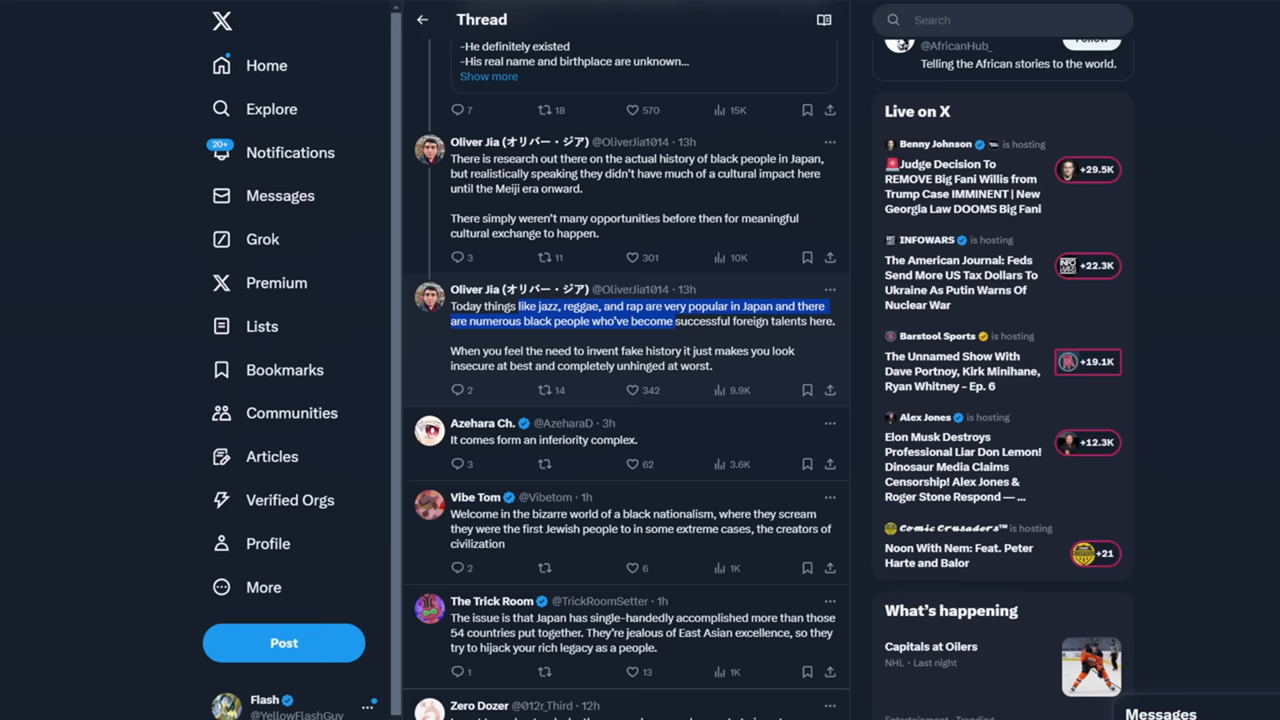 Home
Explore
20+
Notifications
Messages
Grok
Premium
Lists
Bookmarks
Communities
Articles
Verified Orgs
Profile
More
Post
Flash
@YellowFlashGuy
Thread
-He definitely existed
-His real name and birthplace are unknown...
Show more
7 18 570 15K
Oliver Jia (オリバー・ジア) @OliverJia1014 · 13h
There is research out there on the actual history of black people in Japan,
but realistically speaking they didn't have much of a cultural impact here
until the Meiji era onward.
There simply weren't many opportunities before then for meaningful
cultural exchange to happen.
3 11 301 10K
Oliver Jia (オリバー・ジア) @OliverJia1014 · 13h
Today things like jazz, reggae, and rap are very popular in Japan and there
are numerous black people who've become successful foreign talents here.
When you feel the need to invent fake history it just makes you look
insecure at best and completely unhinged at worst.
2 14 342 9.9K
Azehara Ch. @AzeharaD · 3h
It comes form an inferiority complex.
3 62 3.6K
Vibe Tom @Vibetom · 1h
Welcome in the bizarre world of a black nationalism, where they scream
they were the first Jewish people to in some extreme cases, the creators of
civilization
2 6 1K
The Trick Room @TrickRoomSetter · 1h
The issue is that Japan has single-handedly accomplished more than those
54 countries put together. They're jealous of East Asian excellence, so they
try to hijack your rich legacy as a people.
1 13 1K
Zero Dozer @012r_Third · 12h
Search
@AfricanHub_
Follow
Telling the African stories to the world.
Live on X
Benny Johnson is hosting
Judge Decision To
REMOVE Big Fani Willis from
Trump Case IMMINENT | New
Georgia Law DOOMS Big Fani
+29.5K
INFOWARS is hosting
The American Journal: Feds
Send More US Tax Dollars To
Ukraine As Putin Warns Of
Nuclear War
+22.3K
Barstool Sports is hosting
The Unnamed Show With
Dave Portnoy, Kirk Minihane,
Ryan Whitney - Ep. 6
+19.1K
Alex Jones is hosting
Elon Musk Destroys
Professional Liar Don Lemon!
Dinosaur Media Claims
Censorship! Alex Jones &
Roger Stone Respond — ...
+12.3K
Comic Crusaders™ is hosting
Noon With Nem: Feat. Peter
Harte and Balor
+21
What's happening
Capitals at Oilers
NHL · Last night
Entertainment · Trending
Messages